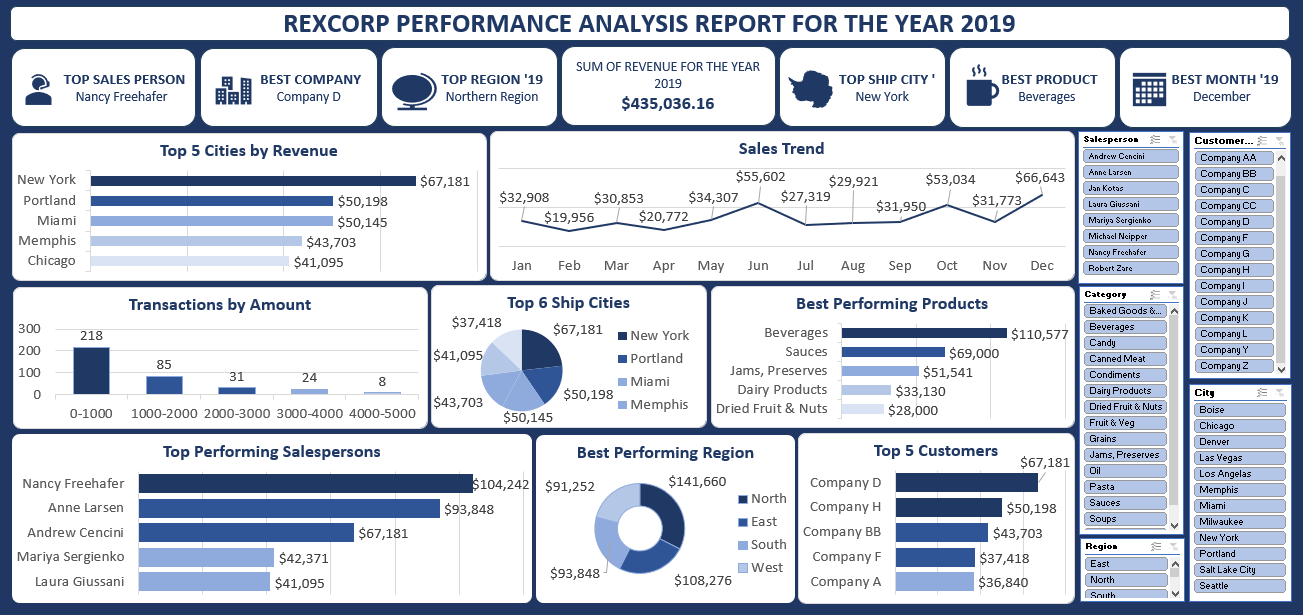 REXCORP PERFORMANCE ANALYSIS REPORT FOR THE YEAR 2019
TOP SALES PERSON
Nancy Freehafer
BEST COMPANY
Company D
TOP REGION '19
Northern Region
SUM OF REVENUE FOR THE YEAR
2019
$435,036.16
TOP SHIP CITY '
New York
BEST PRODUCT
Beverages
BEST MONTH '19
December
Top 5 Cities by Revenue
New York $67,181
Portland $50,198
Miami $50,145
Memphis $43,703
Chicago $41,095
Sales Trend
$32,908 $19,956 $30,853 $20,772 $34,307 $55,602 $27,319 $29,921 $31,950 $53,034 $31,773 $66,643
Jan Feb Mar Apr May Jun Jul Aug Sep Oct Nov Dec
Salesperson
Andrew Cencini
Anne Larsen
Jan Kotas
Laura Giussani
Mariya Sergienko
Michael Neipper
Nancy Freehafer
Robert Zare
Customer...
Company AA
Company BB
Company C
Company CC
Company D
Company F
Company G
Company H
Company I
Company J
Company K
Company L
Company Y
Company Z
Transactions by Amount
300
200
100
0
218 85 31 24 8
0-1000 1000-2000 2000-3000 3000-4000 4000-5000
Top 6 Ship Cities
$67,181
$50,198
$50,145
$43,703
$41,095
$37,418
New York
Portland
Miami
Memphis
Best Performing Products
Beverages $110,577
Sauces $69,000
Jams, Preserves $51,541
Dairy Products $33,130
Dried Fruit & Nuts $28,000
Category
Baked Goods &...
Beverages
Candy
Canned Meat
Condiments
Dairy Products
Dried Fruit & Nuts
Fruit & Veg
Grains
Jams, Preserves
Oil
Pasta
Sauces
Soups
City
Boise
Chicago
Denver
Las Vegas
Los Angelas
Memphis
Miami
Milwaukee
New York
Portland
Salt Lake City
Seattle
Top Performing Salespersons
Nancy Freehafer $104,242
Anne Larsen $93,848
Andrew Cencini $67,181
Mariya Sergienko $42,371
Laura Giussani $41,095
Best Performing Region
$141,660
$108,276
$93,848
$91,252
North
East
South
West
Top 5 Customers
Company D $67,181
Company H $50,198
Company BB $43,703
Company F $37,418
Company A $36,840
Region
East
North
South